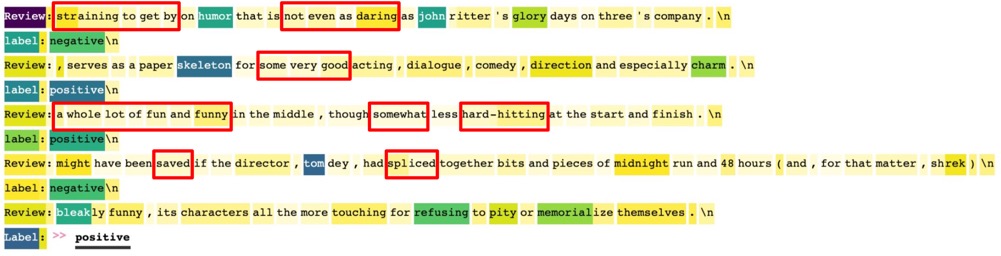 Review: straining to get by on humor that is not even as daring as john ritter 's glory days on three 's company . \n
label: negative\n
Review: , serves as a paper skeleton for some very good acting , dialogue , comedy , direction and especially charm . \n
label: positive\n
Review: a whole lot of fun and funny in the middle , though somewhat less hard-hitting at the start and finish . \n
label: positive\n
Review: might have been saved if the director , tom dey , had spliced together bits and pieces of midnight run and 48 hours ( and , for that matter , shrek ) \n
label: negative\n
Review: bleakly funny , its characters all the more touching for refusing to pity or memorialize themselves . \n
Label: >> positive